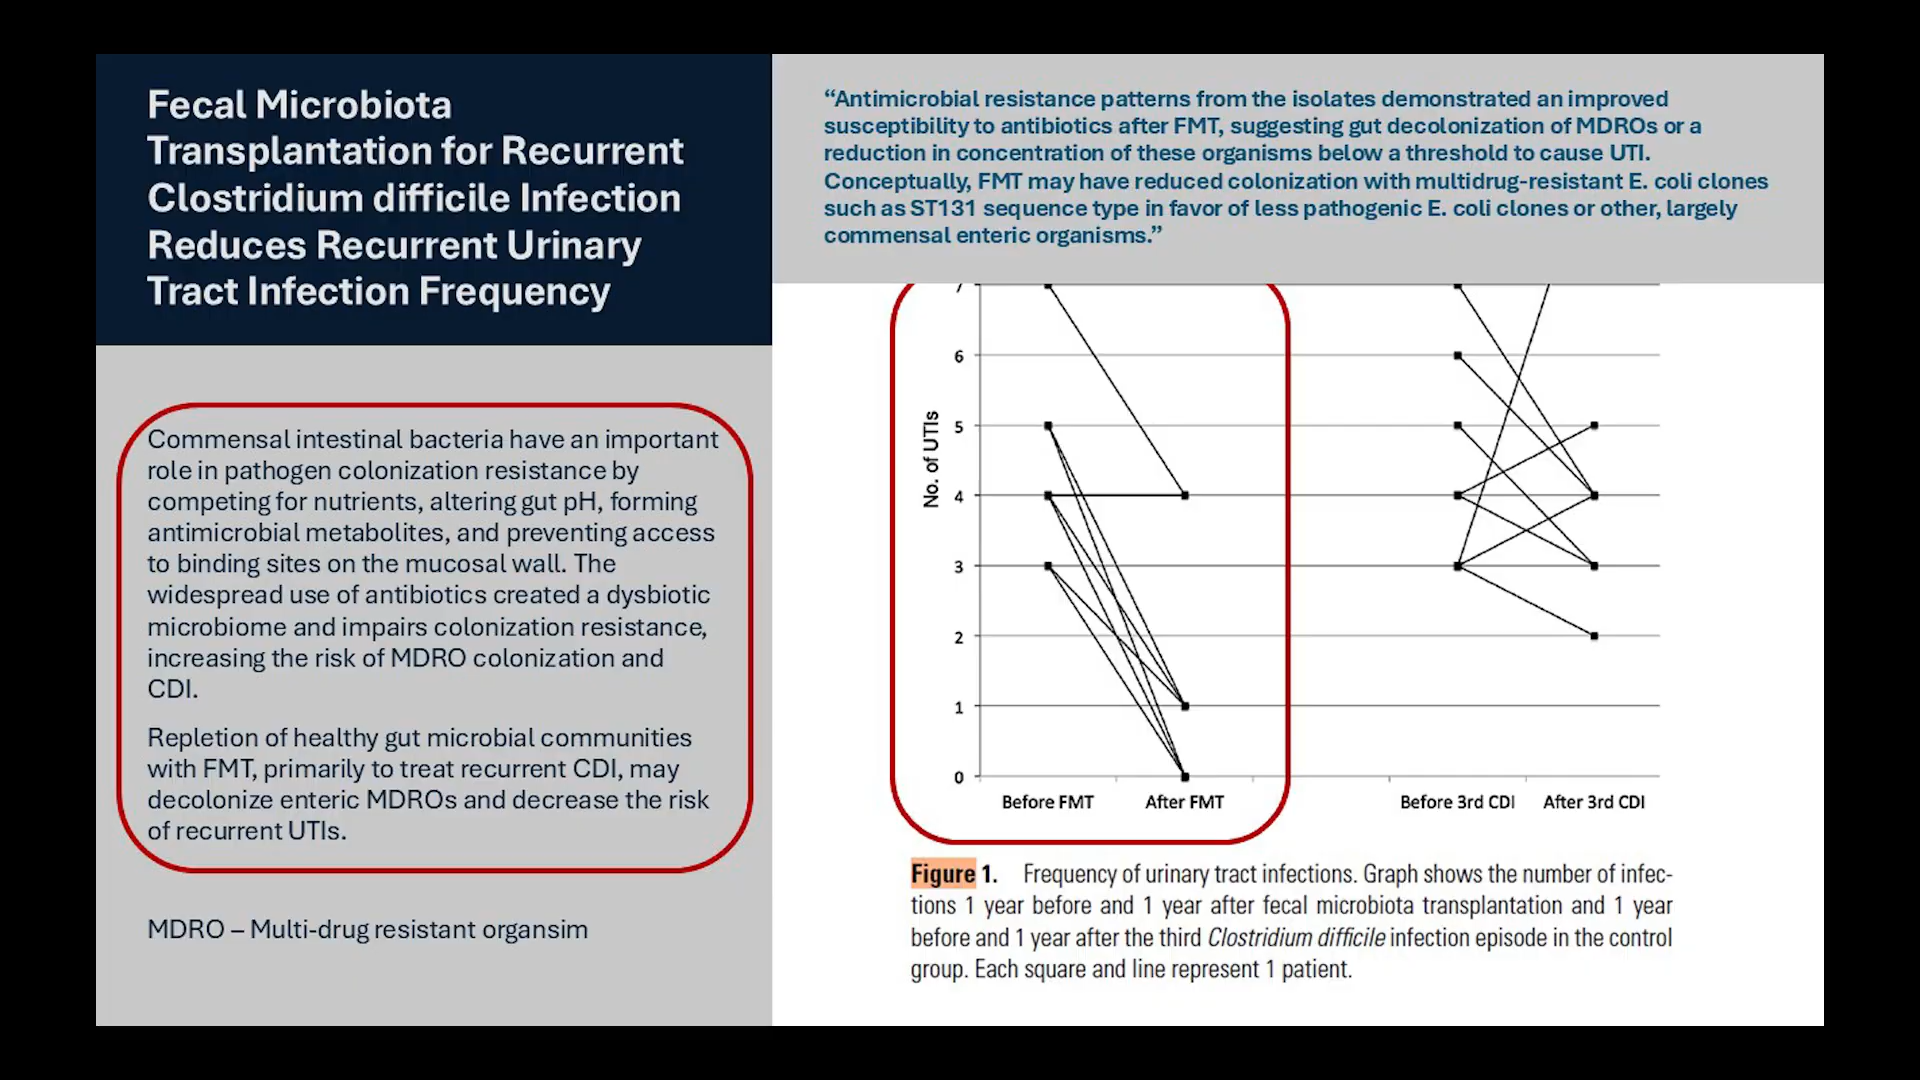 Fecal Microbiota
Transplantation for Recurrent
Clostridium difficile Infection
Reduces Recurrent Urinary
Tract Infection Frequency
Commensal intestinal bacteria have an important
role in pathogen colonization resistance by
competing for nutrients, altering gut pH, forming
antimicrobial metabolites, and preventing access
to binding sites on the mucosal wall. The
widespread use of antibiotics created a dysbiotic
microbiome and impairs colonization resistance,
increasing the risk of MDRO colonization and
CDI.
Repletion of healthy gut microbial communities
with FMT, primarily to treat recurrent CDI, may
decolonize enteric MDROs and decrease the risk
of recurrent UTIs.
MDRO – Multi-drug resistant organsim
“Antimicrobial resistance patterns from the isolates demonstrated an improved
susceptibility to antibiotics after FMT, suggesting gut decolonization of MDROs or a
reduction in concentration of these organisms below a threshold to cause UTI.
Conceptually, FMT may have reduced colonization with multidrug-resistant E. coli clones
such as ST131 sequence type in favor of less pathogenic E. coli clones or other, largely
commensal enteric organisms.”
7
6
5
4
3
2
1
0
No. of UTIs
Before FMT After FMT Before 3rd CDI After 3rd CDI
Figure 1. Frequency of urinary tract infections. Graph shows the number of infec-
tions 1 year before and 1 year after fecal microbiota transplantation and 1 year
before and 1 year after the third Clostridium difficile infection episode in the control
group. Each square and line represent 1 patient.